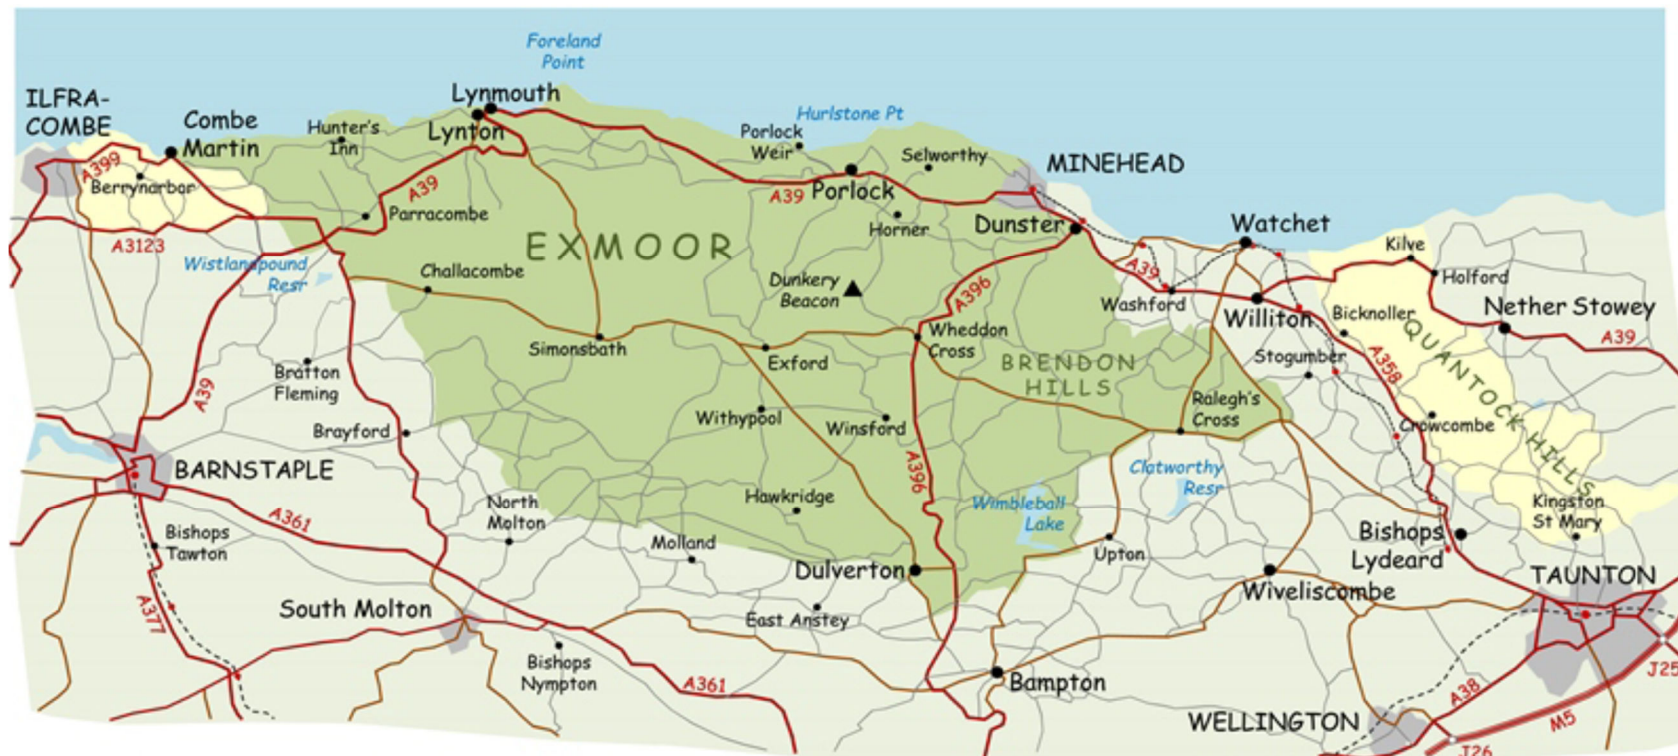 Foreland
Point
ILFRA-
COMBE
Combe
Martin
Hunter's
Inn
Lynmouth
Lynton
Hurlstone Pt
Porlock
Weir
Selworthy
MINEHEAD
A399
Berrynarbor
A39
A39
Porlock
Parracombe
Horner
Dunster
Watchet
A3123
EXMOOR
Kilve
Wistlandpound
Resr
Challacombe
Dunkery
Beacon
A396
A39
Washford
Holford
Williton
Bicknoller
Nether Stowey
A39
Simonsbath
Exford
Wheddon
Cross
BRENDON
HILLS
Stogumber
A358
QUANTOCK HILLS
Bratton
Fleming
A39
Withypool
Winsford
Ralegh's
Cross
Crowcombe
Brayford
BARNSTAPLE
A396
Clatworthy
Resr
Hawkridge
Wimbleball
Lake
North
Molton
Kingston
St Mary
A361
Bishops
Tawton
Molland
Upton
Bishops
Lydeard
Dulverton
TAUNTON
Wiveliscombe
A377
South Molton
East Anstey
Bishops
Nympton
A361
Bampton
J25
A38
M5
WELLINGTON
J26